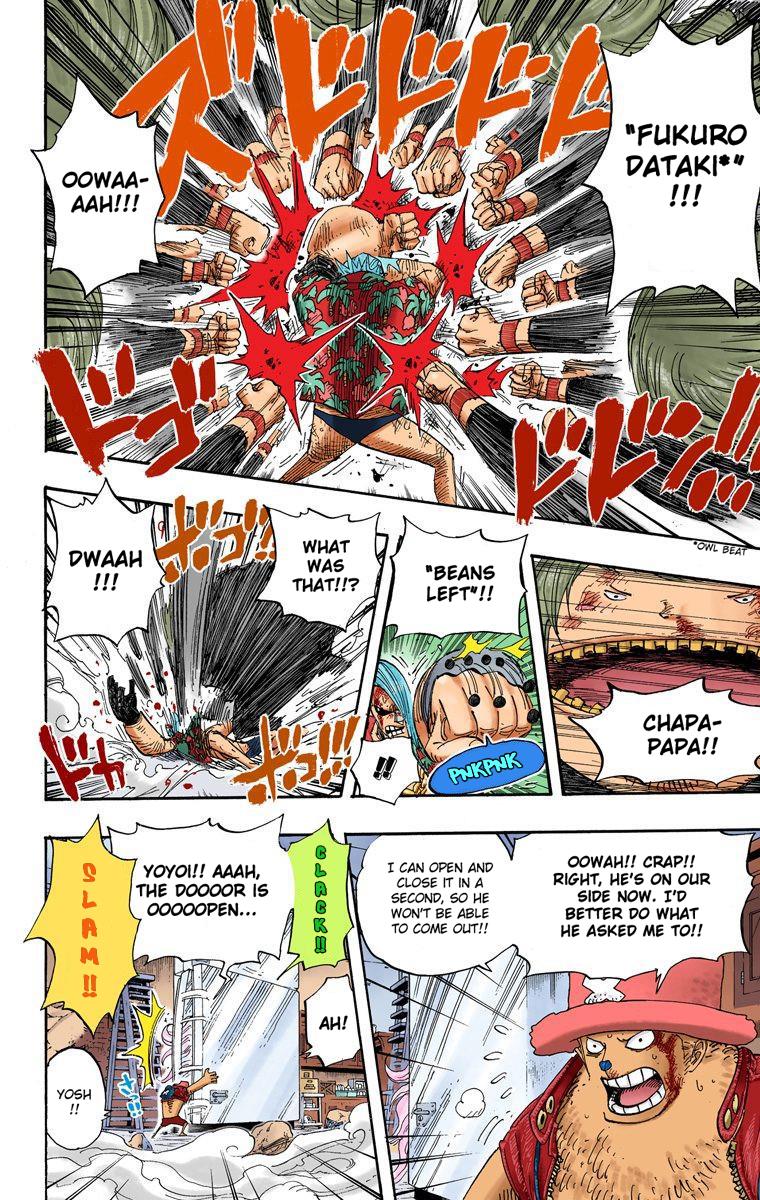 ズドドドドド
"FUKURO
DATAKI*"
!!!
OOWAA-
AAH!!!
ドゴッ
ドドドン!!!
*OWL BEAT
CHAPA-
PAPA!!
"BEANS
LEFT"!!
PNKPNK
!!
WHAT
WAS
THAT!!?
ボゴ!!
DWAAH
!!!
ドカ
ボコ!!!
OOWAH!! CRAP!!
RIGHT, HE'S ON OUR
SIDE NOW. I'D
BETTER DO WHAT
HE ASKED ME TO!!
I CAN OPEN AND
CLOSE IT IN A
SECOND, SO HE
WON'T BE ABLE
TO COME OUT!!
CLACK!!
YOYOI!! AAAH,
THE DOOOOR IS
OOOOOPEN...
AH!
SLAM!!
YOSH
!!